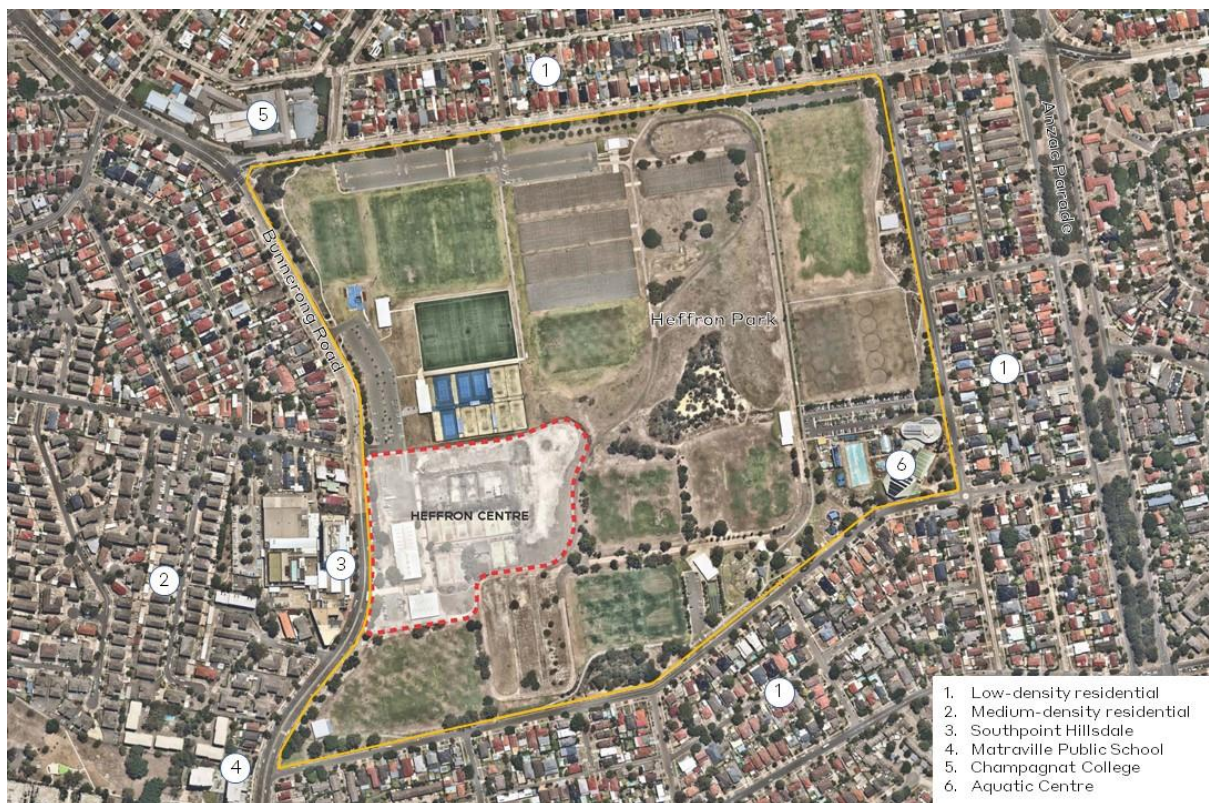 1
5
Anzac Parade
Bunnerong Road
Heffron Park
1
6
HEFFRON CENTRE
3
2
1
4
1. Low-density residential
2. Medium-density residential
3. Southpoint Hillsdale
4. Matraville Public School
5. Champagnat College
6. Aquatic Centre